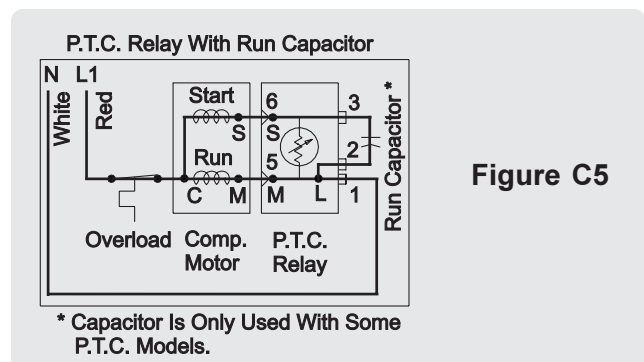 P.T.C. Relay With Run Capacitor
N L1
White
Red
Start
S
6
S
3
Run Capacitor *
Run
C M
5
M
L
2
1
Overload
Comp.
Motor
P.T.C.
Relay
* Capacitor Is Only Used With Some
P.T.C. Models.
Figure C5